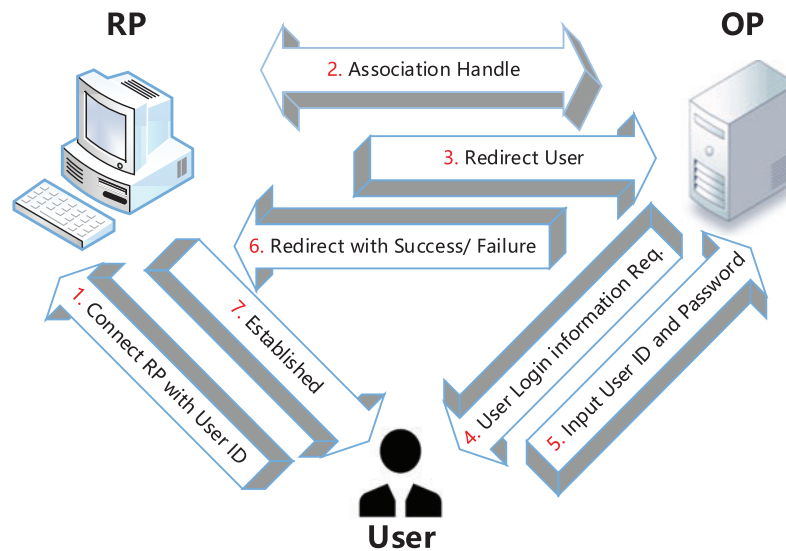 RP
OP
2. Association Handle
3. Redirect User
6. Redirect with Success/ Failure
1. Connect RP with User ID
7. Established
4. User Login information Req.
5. Input User ID and Password
User